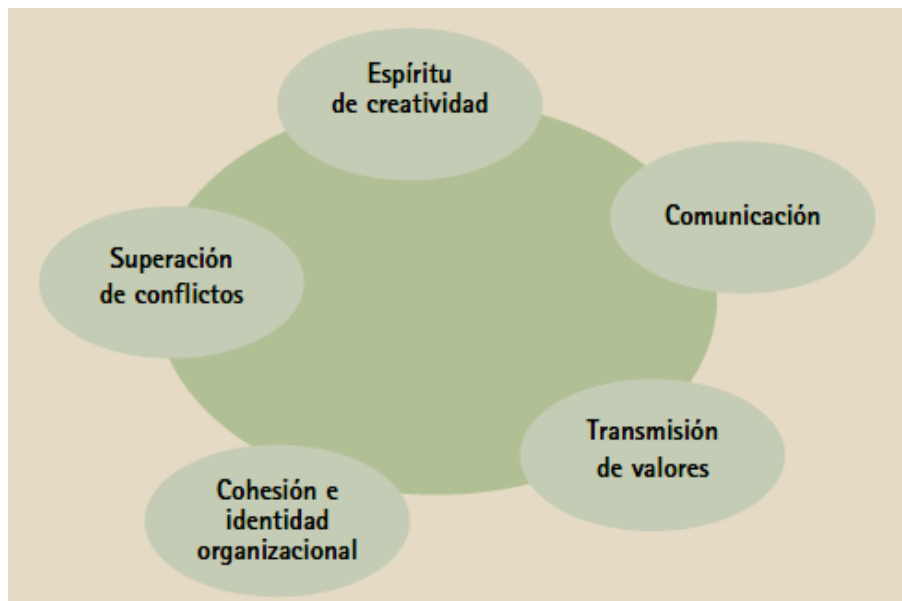 Espíritu
de creatividad
Comunicación
Superación
de conflictos
Transmisión
de valores
Cohesión e
identidad
organizacional